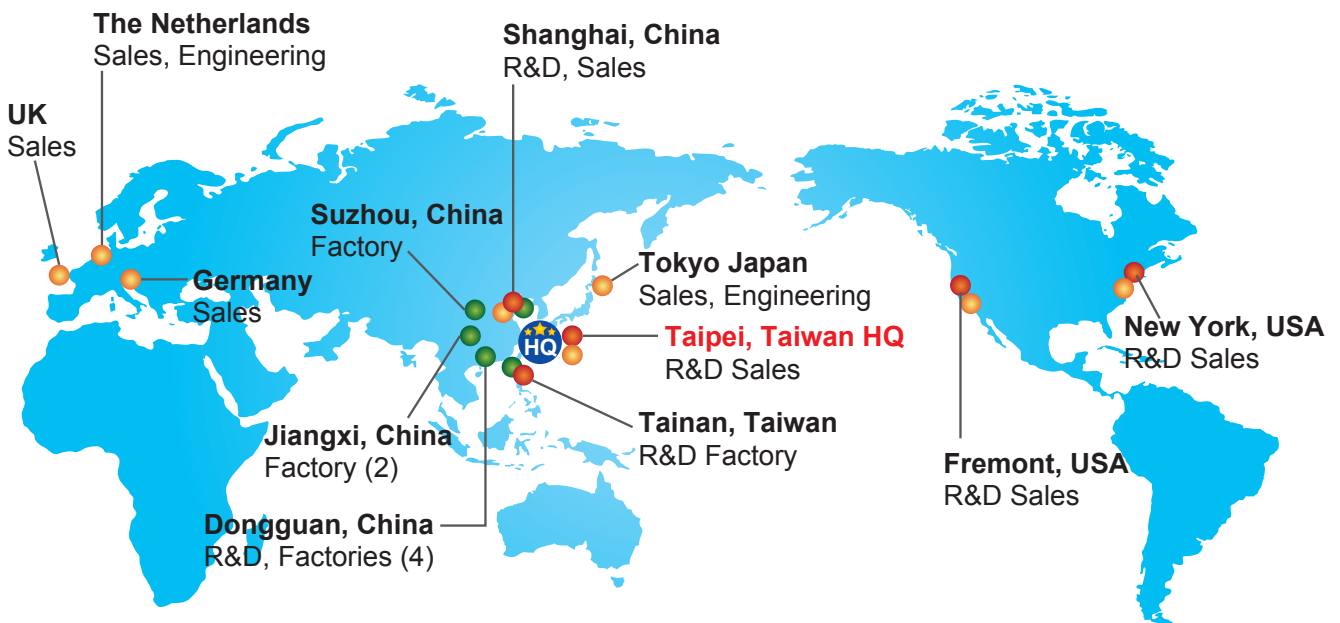 The Netherlands
Sales, Engineering
Shanghai, China
R&D, Sales
UK
Sales
Suzhou, China
Factory
Tokyo Japan
Sales, Engineering
Germany
Sales
HQ
Taipei, Taiwan HQ
R&D Sales
New York, USA
R&D Sales
Jiangxi, China
Factory (2)
Tainan, Taiwan
R&D Factory
Fremont, USA
R&D Sales
Dongguan, China
R&D, Factories (4)